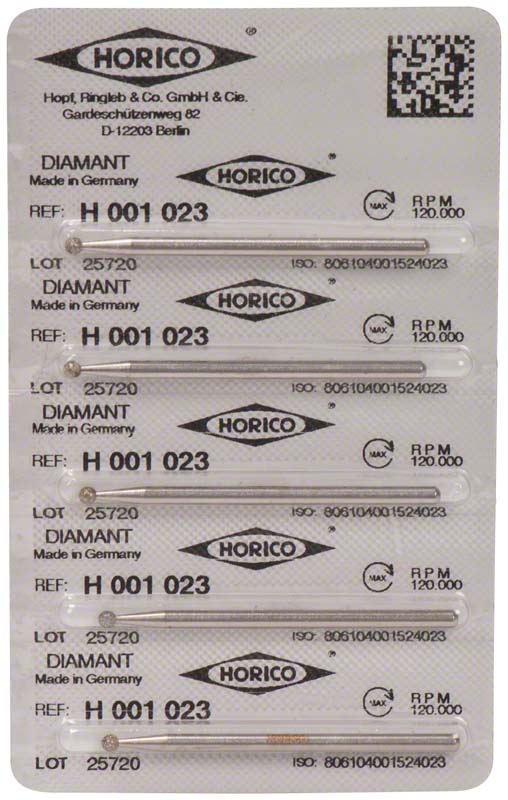 HORICO ®
Hopf, Ringleb & Co. GmbH & Cie.
Gardeschützenweg 82
D-12203 Berlin
DIAMANT HORICO ®
Made in Germany
REF: H 001 023 MAX RPM 120.000
LOT 25720 ISO: 806104001524023
DIAMANT HORICO ®
Made in Germany
REF: H 001 023 MAX RPM 120.000
LOT 25720 ISO: 806104001524023
DIAMANT HORICO ®
Made in Germany
REF: H 001 023 MAX RPM 120.000
LOT 25720 ISO: 806104001524023
DIAMANT HORICO ®
Made in Germany
REF: H 001 023 MAX RPM 120.000
LOT 25720 ISO: 806104001524023
DIAMANT HORICO ®
Made in Germany
REF: H 001 023 MAX RPM 120.000
LOT 25720 ISO: 806104001524023